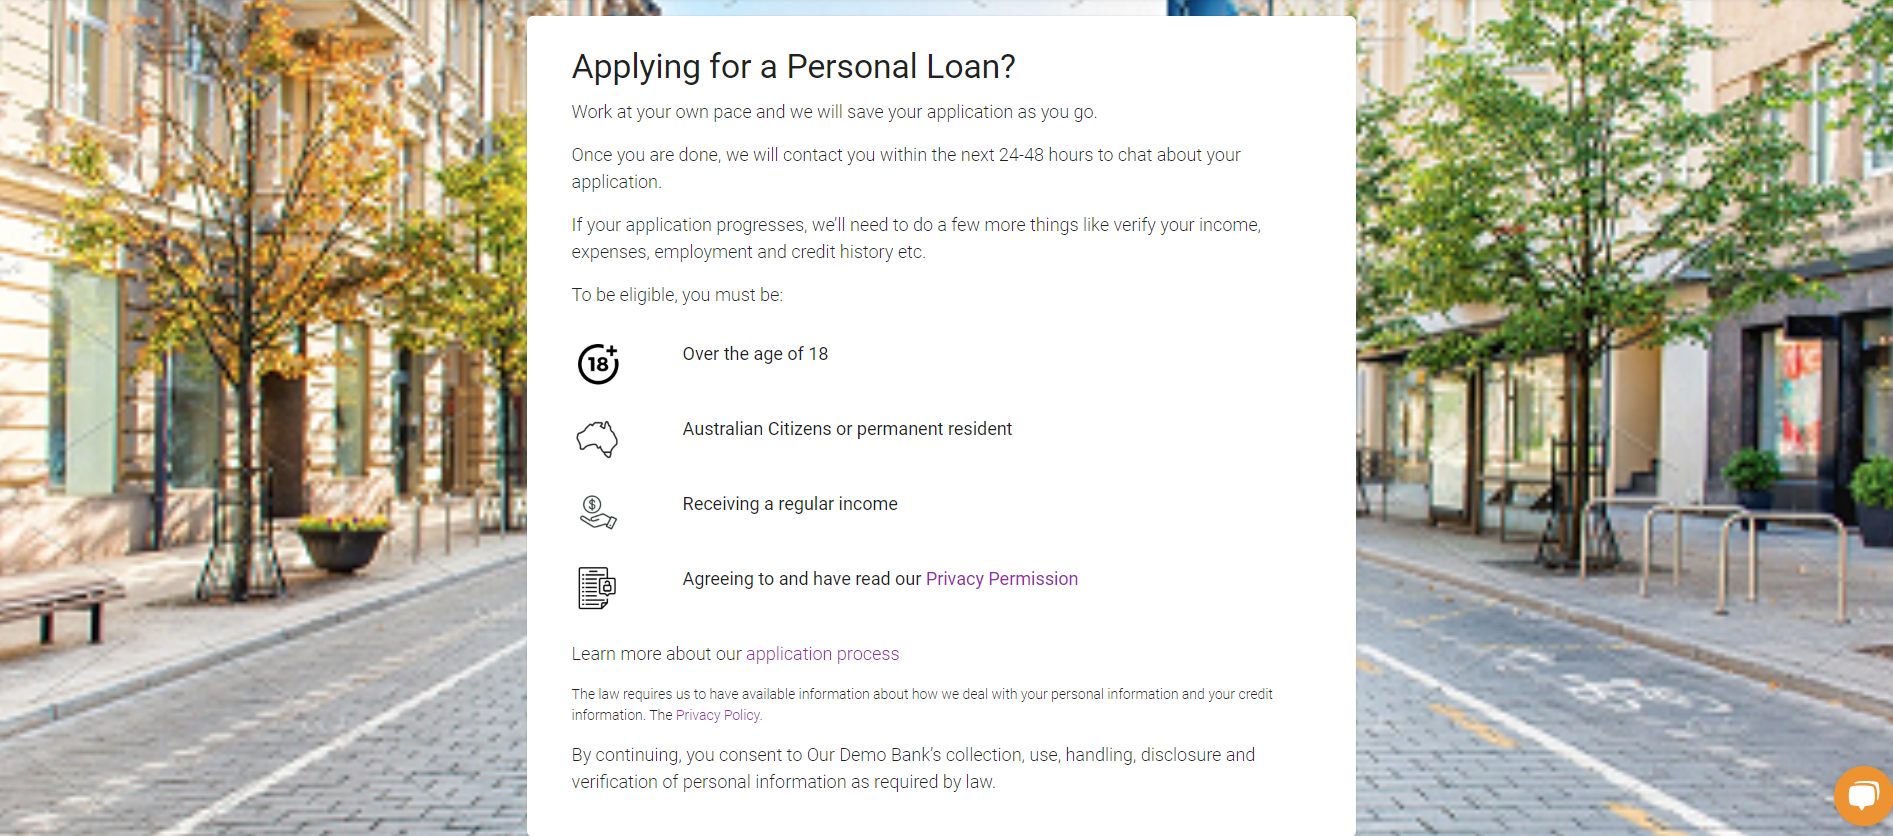 Applying for a Personal Loan?
Work at your own pace and we will save your application as you go.
Once you are done, we will contact you within the next 24-48 hours to chat about your
application.
If your application progresses, we'll need to do a few more things like verify your income,
expenses, employment and credit history etc.
To be eligible, you must be:
18+
Over the age of 18
Australian Citizens or permanent resident
$
Receiving a regular income
Agreeing to and have read our Privacy Permission
Learn more about our application process
The law requires us to have available information about how we deal with your personal information and your credit
information. The Privacy Policy.
By continuing, you consent to Our Demo Bank's collection, use, handling, disclosure and
verification of personal information as required by law.